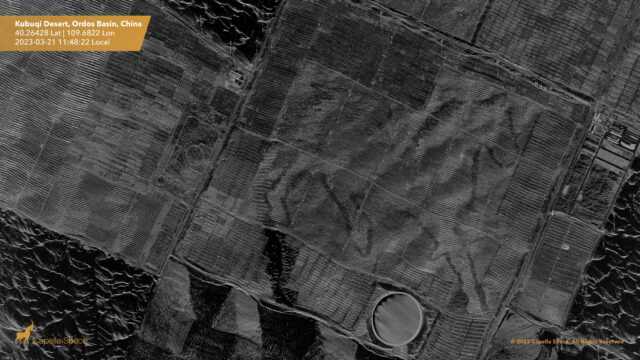 Kubuqi Desert, Ordos Basin, China
40.26428 Lat | 109.6822 Lon
2023-03-21 11:48:22 Local
Capella Space
© 2023 Capella Space. All Rights Reserved